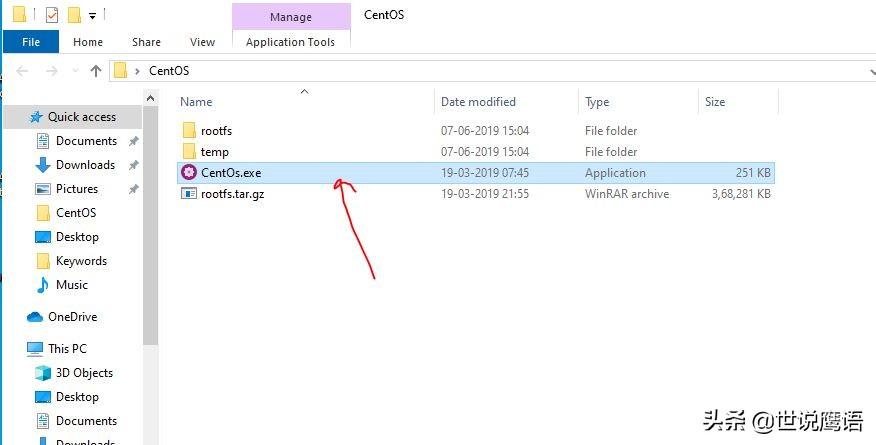 Manage
CentOS
File Home Share View Application Tools
CentOS
Name Date modified Type Size
Quick access
Documents
Downloads
Pictures
CentOS
Desktop
Keywords
Music
OneDrive
This PC
3D Objects
Desktop
Documents
Downloads
rootfs 07-06-2019 15:04 File folder
temp 07-06-2019 15:04 File folder
CentOs.exe 19-03-2019 07:45 Application 251 KB
rootfs.tar.gz 19-03-2019 21:55 WinRAR archive 3,68,281 KB
头条 @世说鹰语